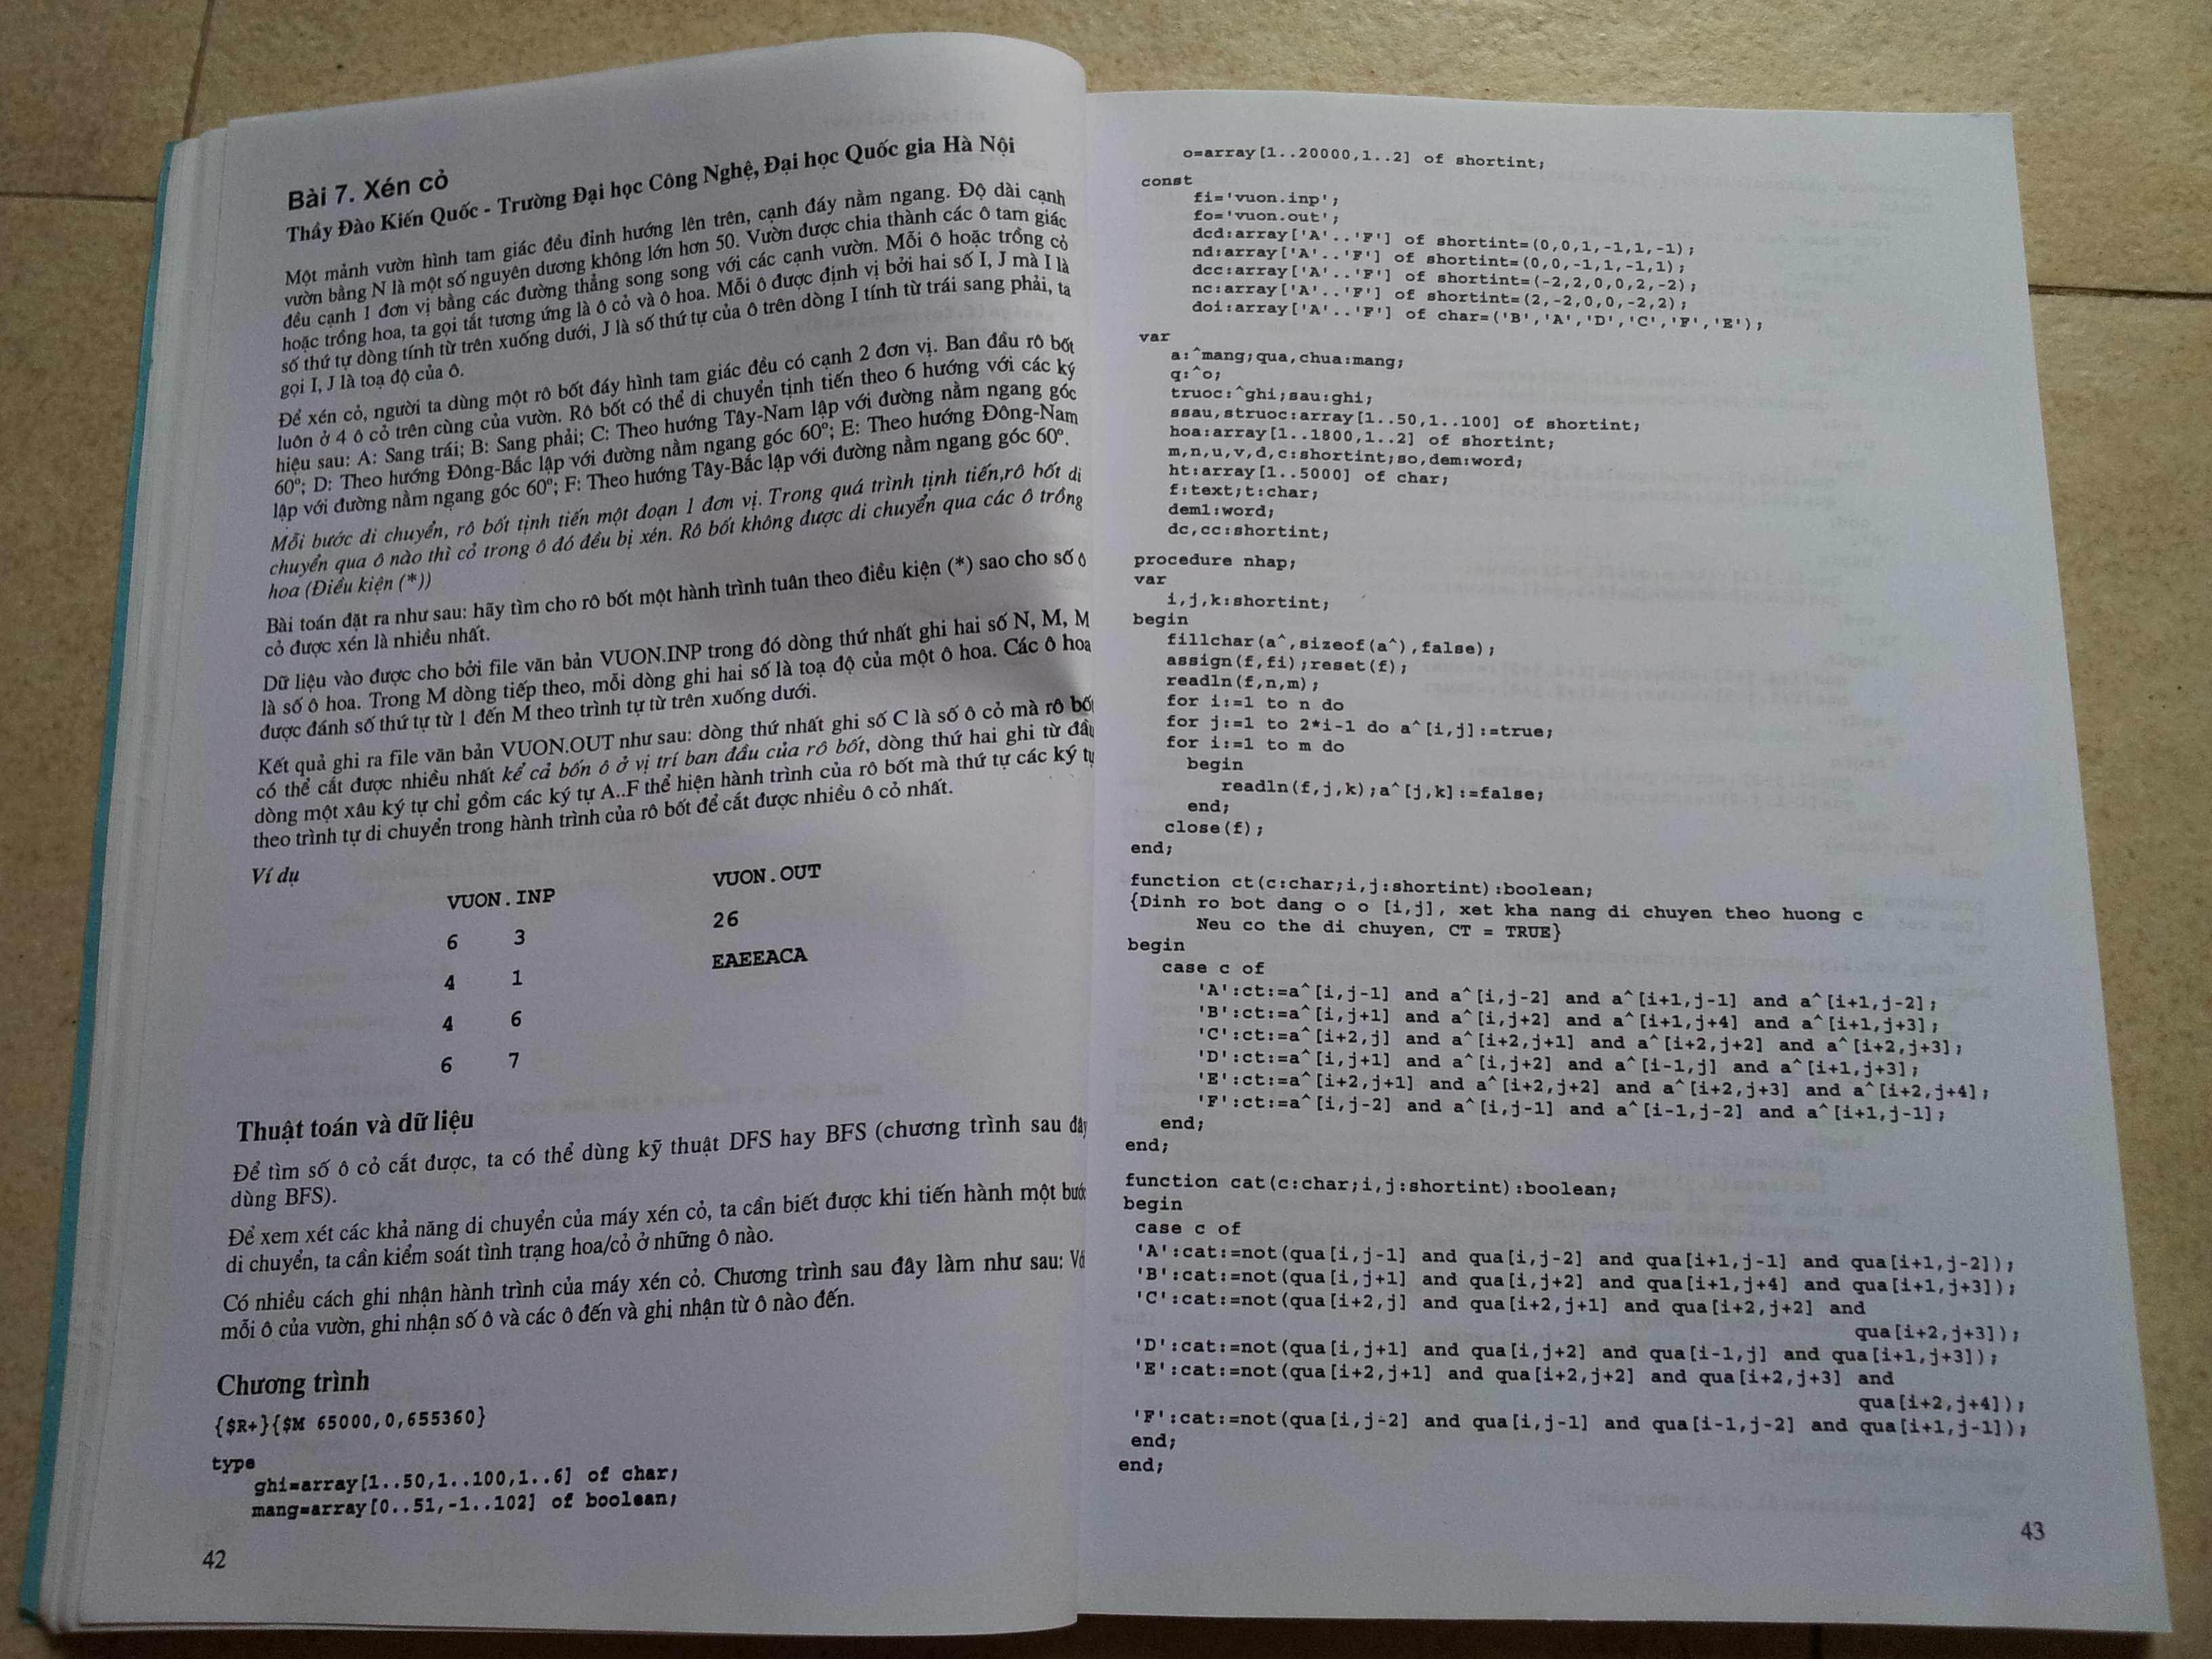 Bài 7. Xén cỏ
Thầy Đào Kiến Quốc - Trường Đại học Công Nghệ, Đại học Quốc gia Hà Nội
Một mảnh vườn hình tam giác đều đỉnh hướng lên trên, cạnh đáy nằm ngang. Độ dài cạnh
vườn bằng N là một số nguyên dương không lớn hơn 50. Vườn được chia thành các ô tam giác
đều cạnh 1 đơn vị bằng các đường thẳng song song với các cạnh vườn. Mỗi ô hoặc trồng cỏ
hoặc trồng hoa, ta gọi tắt tương ứng là ô cỏ và ô hoa. Mỗi ô được định vị bởi hai số I, J mà I là
số thứ tự dòng tính từ trên xuống dưới, J là số thứ tự của ô trên dòng I tính từ trái sang phải, ta
gọi I, J là toạ độ của ô.
Để xén cỏ, người ta dùng một rô bốt đáy hình tam giác đều có cạnh 2 đơn vị. Ban đầu rô bốt
luôn ở 4 ô cỏ trên cùng của vườn. Rô bốt có thể di chuyển tịnh tiến theo 6 hướng với các ký
hiệu sau: A: Sang trái; B: Sang phải; C: Theo hướng Tây-Nam lập với đường nằm ngang góc
60°; D: Theo hướng Đông-Bắc lập với đường nằm ngang góc 60°; E: Theo hướng Đông-Nam
lập với đường nằm ngang góc 60°; F: Theo hướng Tây-Bắc lập với đường nằm ngang góc 60°.
Mỗi bước di chuyển, rô bốt tịnh tiến một đoạn 1 đơn vị. Trong quá trình tịnh tiến,rô bốt di
chuyển qua ô nào thì cỏ trong ô đó đều bị xén. Rô bốt không được di chuyển qua các ô trồng
hoa (Điều kiện (*))
Bài toán đặt ra như sau: hãy tìm cho rô bốt một hành trình tuân theo điều kiện (*) sao cho số ô
cỏ được xén là nhiều nhất.
Dữ liệu vào được cho bởi file văn bản VUON.INP trong đó dòng thứ nhất ghi hai số N, M, M
là số ô hoa. Trong M dòng tiếp theo, mỗi dòng ghi hai số là toạ độ của một ô hoa. Các ô hoa
được đánh số thứ tự từ 1 đến M theo trình tự từ trên xuống dưới.
Kết quả ghi ra file văn bản VUON.OUT như sau: dòng thứ nhất ghi số C là số ô cỏ mà rô bốt
có thể cắt được nhiều nhất kể cả bốn ô ở vị trí ban đầu của rô bốt, dòng thứ hai ghi từ đầu
dòng một xâu ký tự chỉ gồm các ký tự A..F thể hiện hành trình của rô bốt mà thứ tự các ký tự
theo trình tự di chuyển trong hành trình của rô bốt để cắt được nhiều ô cỏ nhất.
Ví dụ
VUON.INP VUON.OUT
6 3 26
4 1 EAEEACA
4 6
6 7
Thuật toán và dữ liệu
Để tìm số ô cỏ cắt được, ta có thể dùng kỹ thuật DFS hay BFS (chương trình sau đây
dùng BFS).
Để xem xét các khả năng di chuyển của máy xén cỏ, ta cần biết được khi tiến hành một bước
di chuyển, ta cần kiểm soát tình trạng hoa/cỏ ở những ô nào.
Có nhiều cách ghi nhận hành trình của máy xén cỏ. Chương trình sau đây làm như sau: Với
mỗi ô của vườn, ghi nhận số ô và các ô đến và ghi nhận từ ô nào đến.
Chương trình
{$R+}{$M 65000,0,655360}
type
ghi=array[1..50,1..100,1..6] of char;
mang=array[0..51,-1..102] of boolean;
42
o=array[1..20000,1..2] of shortint;
const
fi='vuon.inp';
fo='vuon.out';
dcd:array['A'..'F'] of shortint=(0,0,1,-1,1,-1);
nd:array['A'..'F'] of shortint=(0,0,-1,1,-1,1);
dcc:array['A'..'F'] of shortint=(-2,2,0,0,2,-2);
nc:array['A'..'F'] of shortint=(2,-2,0,0,-2,2);
doi:array['A'..'F'] of char=('B','A','D','C','F','E');
var
a:^mang;qua,chua:mang;
q:^o;
truoc:^ghi;sau:ghi;
ssau,struoc:array[1..50,1..100] of shortint;
hoa:array[1..1800,1..2] of shortint;
m,n,u,v,d,c:shortint;so,dem:word;
ht:array[1..5000] of char;
f:text;t:char;
dem1:word;
dc,cc:shortint;
procedure nhap;
var
i,j,k:shortint;
begin
fillchar(a^,sizeof(a^),false);
assign(f,fi);reset(f);
readln(f,n,m);
for i:=1 to n do
for j:=1 to 2*i-1 do a^[i,j]:=true;
for i:=1 to m do
begin
readln(f,j,k);a^[j,k]:=false;
end;
close(f);
end;
function ct(c:char;i,j:shortint):boolean;
{Dinh ro bot dang o o [i,j], xet kha nang di chuyen theo huong c
Neu co the di chuyen, CT = TRUE}
begin
case c of
'A':ct:=a^[i,j-1] and a^[i,j-2] and a^[i+1,j-1] and a^[i+1,j-2];
'B':ct:=a^[i,j+1] and a^[i,j+2] and a^[i+1,j+4] and a^[i+1,j+3];
'C':ct:=a^[i+2,j] and a^[i+2,j+1] and a^[i+2,j+2] and a^[i+2,j+3];
'D':ct:=a^[i,j+1] and a^[i,j+2] and a^[i-1,j] and a^[i+1,j+3];
'E':ct:=a^[i+2,j+1] and a^[i+2,j+2] and a^[i+2,j+3] and a^[i+2,j+4];
'F':ct:=a^[i,j-2] and a^[i,j-1] and a^[i-1,j-2] and a^[i+1,j-1];
end;
end;
function cat(c:char;i,j:shortint):boolean;
begin
case c of
'A':cat:=not(qua[i,j-1] and qua[i,j-2] and qua[i+1,j-1] and qua[i+1,j-2]);
'B':cat:=not(qua[i,j+1] and qua[i,j+2] and qua[i+1,j+4] and qua[i+1,j+3]);
'C':cat:=not(qua[i+2,j] and qua[i+2,j+1] and qua[i+2,j+2] and
qua[i+2,j+3]);
'D':cat:=not(qua[i,j+1] and qua[i,j+2] and qua[i-1,j] and qua[i+1,j+3]);
'E':cat:=not(qua[i+2,j+1] and qua[i+2,j+2] and qua[i+2,j+3] and
qua[i+2,j+4]);
'F':cat:=not(qua[i,j-2] and qua[i,j-1] and qua[i-1,j-2] and qua[i+1,j-1]);
end;
end;
43